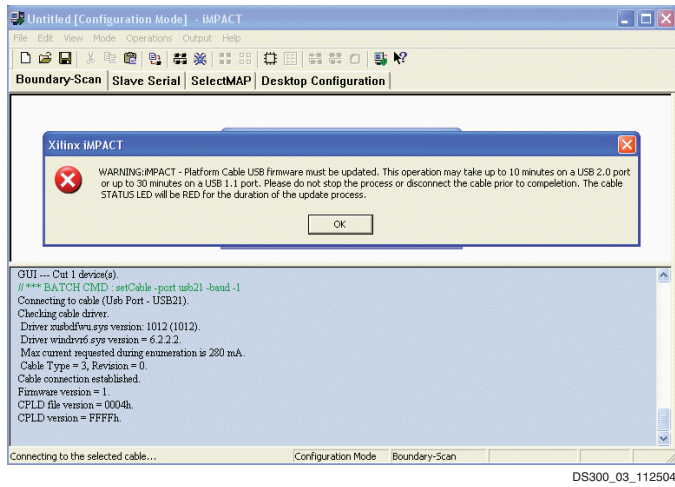 Untitled [Configuration Mode] - iMPACT
File Edit View Mode Operations Output Help
Boundary-Scan Slave Serial SelectMAP Desktop Configuration
Xilinx iMPACT
WARNING:iMPACT - Platform Cable USB firmware must be updated. This operation may take up to 10 minutes on a USB 2.0 port
or up to 30 minutes on a USB 1.1 port. Please do not stop the process or disconnect the cable prior to compeletion. The cable
STATUS LED will be RED for the duration of the update process.
OK
GUI --- Cut 1 device(s).
// *** BATCH CMD : setCable -port usb21 -baud -1
Connecting to cable (Usb Port - USB21).
Checking cable driver.
Driver xusbdfwu.sys version: 1012 (1012).
Driver windrvr6.sys version = 6.2.2.2.
Max current requested during enumeration is 280 mA.
Cable Type = 3, Revision = 0.
Cable connection established.
Firmware version = 1.
CPLD file version = 0004h.
CPLD version = FFFFh.
Connecting to the selected cable... Configuration Mode Boundary-Scan
DS300_03_112504